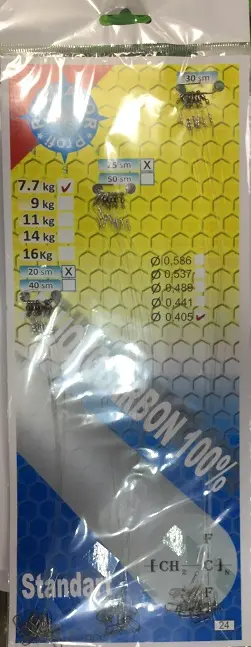 30 sm
25 sm X
50 sm
7.7 kg ✓
9 kg
11 kg
14 kg
16 Kg
20 sm X
40 sm
Ø 0,586
Ø 0,537
Ø 0,489
Ø 0,441
Ø 0,405 ✓
CARBON 100%
F
[ CH2 - C ]n
F
Standa
24